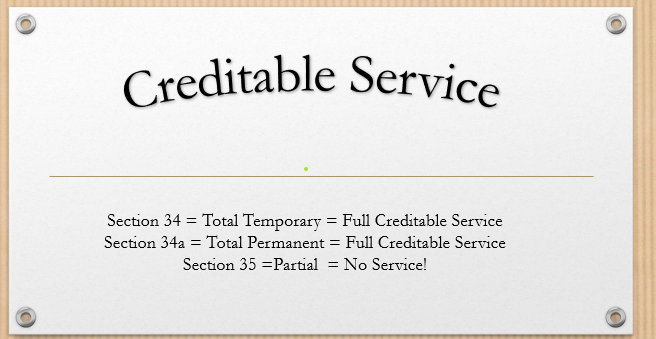 Creditable Service
Section 34 = Total Temporary = Full Creditable Service
Section 34a = Total Permanent = Full Creditable Service
Section 35 =Partial  = No Service!